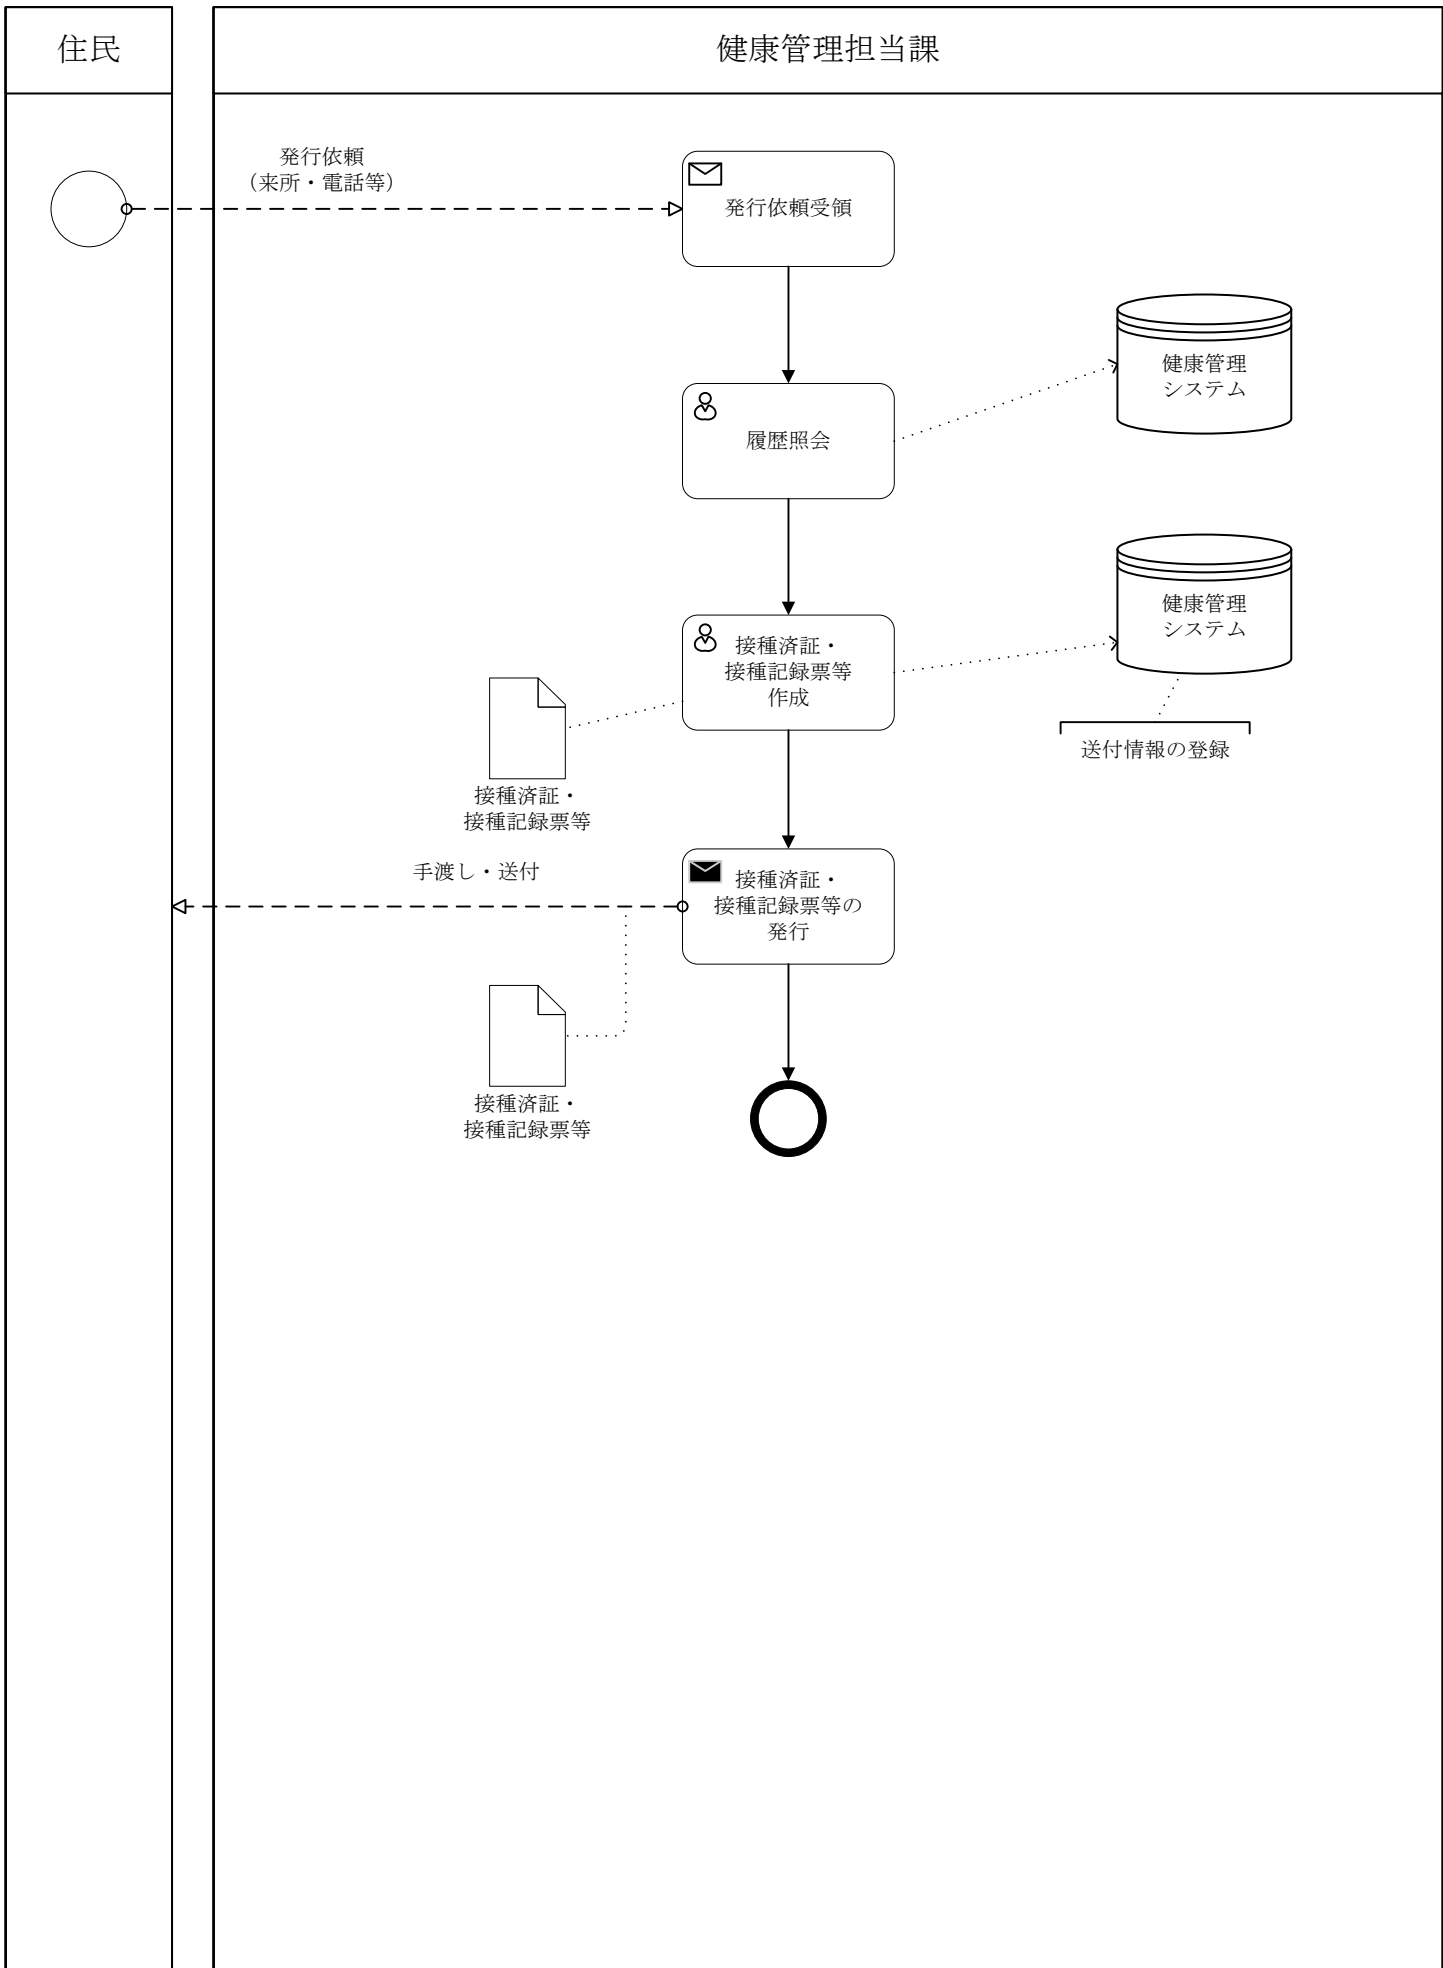 住民
健康管理担当課
発行依頼
（来所・電話等）
発行依頼受領
健康管理
システム
履歴照会
健康管理
システム
接種済証・
接種記録票等
作成
送付情報の登録
接種済証・
接種記録票等
手渡し・送付
接種済証・
接種記録票等の
発行
接種済証・
接種記録票等